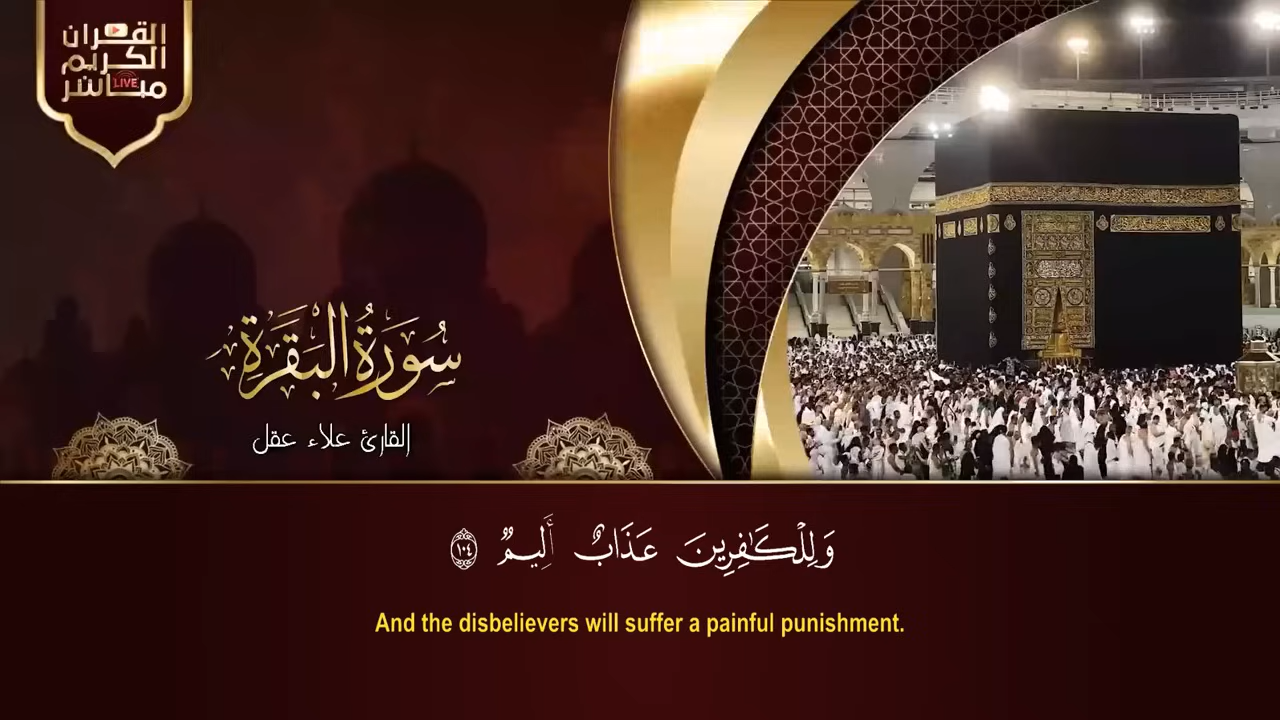 القرآن
الكريم
مباشر
LIVE
سُورَةُ البَقَرَةِ
القارئ علاء عقل
وَلِلْكَٰفِرِينَ عَذَابٌ أَلِيمٌ ١٠٤
And the disbelievers will suffer a painful punishment.